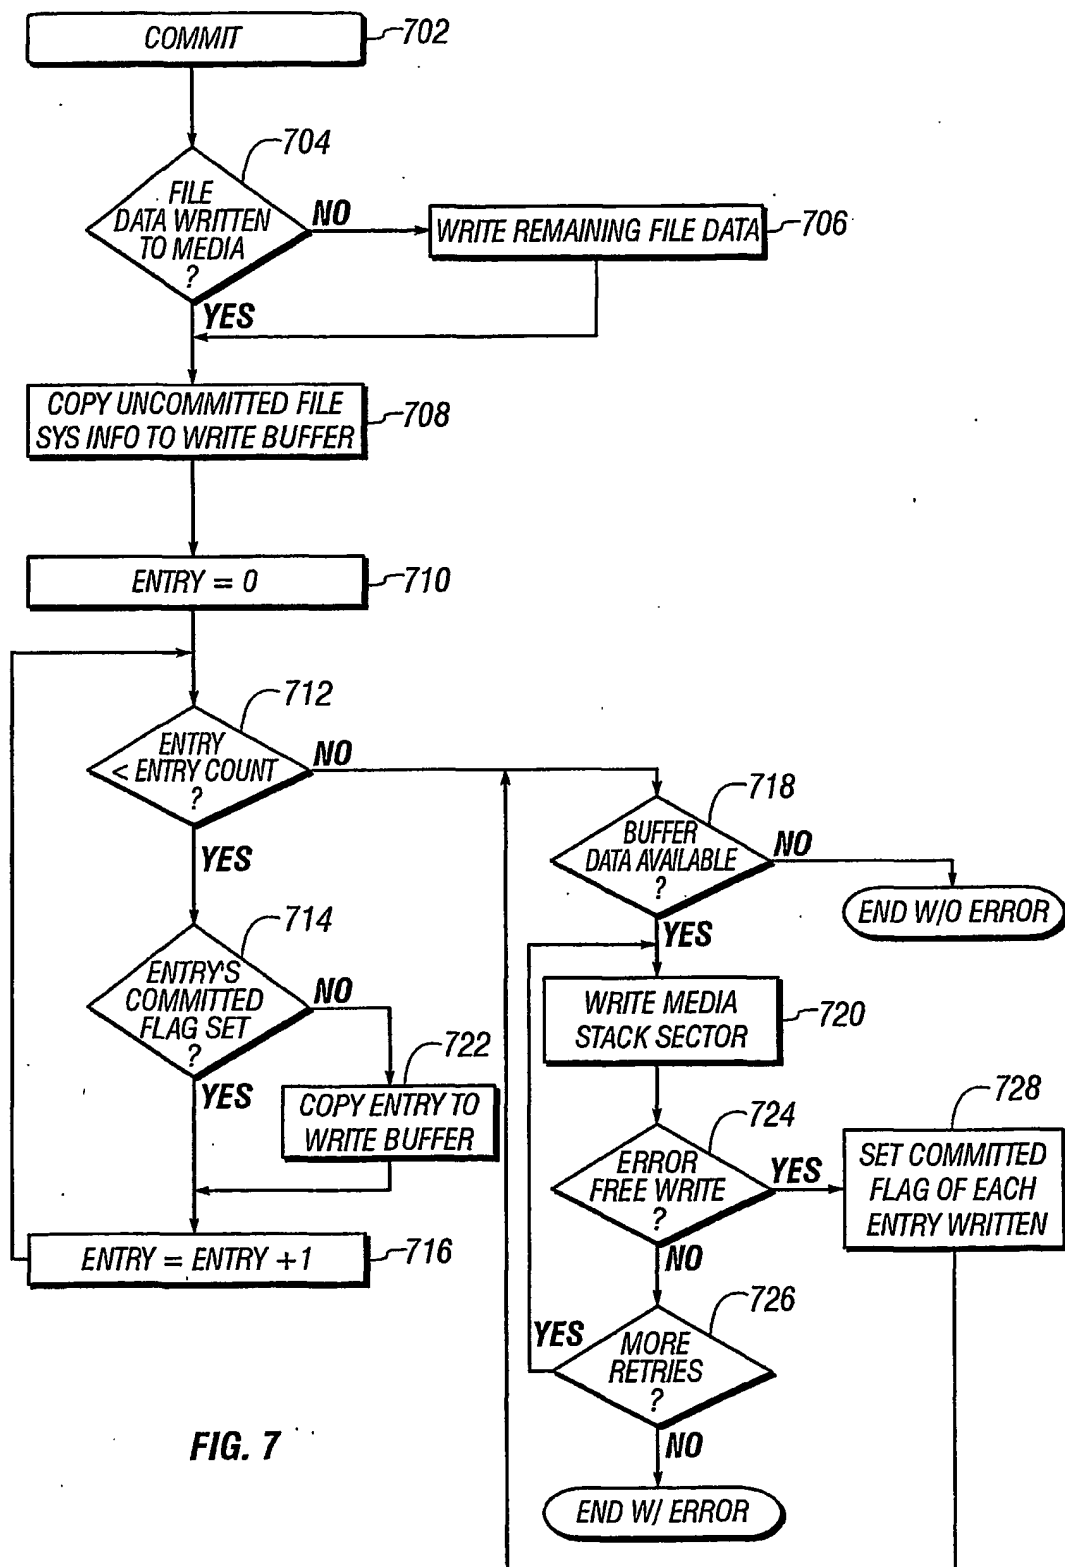 COMMIT
702
704
FILE
DATA WRITTEN
TO MEDIA
?
NO
WRITE REMAINING FILE DATA
706
YES
COPY UNCOMMITTED FILE
SYS INFO TO WRITE BUFFER
708
ENTRY = 0
710
712
ENTRY
< ENTRY COUNT
?
NO
YES
714
ENTRY'S
COMMITTED
FLAG SET
?
NO
722
COPY ENTRY TO
WRITE BUFFER
YES
ENTRY = ENTRY +1
716
718
BUFFER
DATA AVAILABLE
?
NO
END W/O ERROR
YES
WRITE MEDIA
STACK SECTOR
720
724
ERROR
FREE WRITE
?
YES
728
SET COMMITTED
FLAG OF EACH
ENTRY WRITTEN
NO
726
YES
MORE
RETRIES
?
NO
END W/ ERROR
FIG. 7